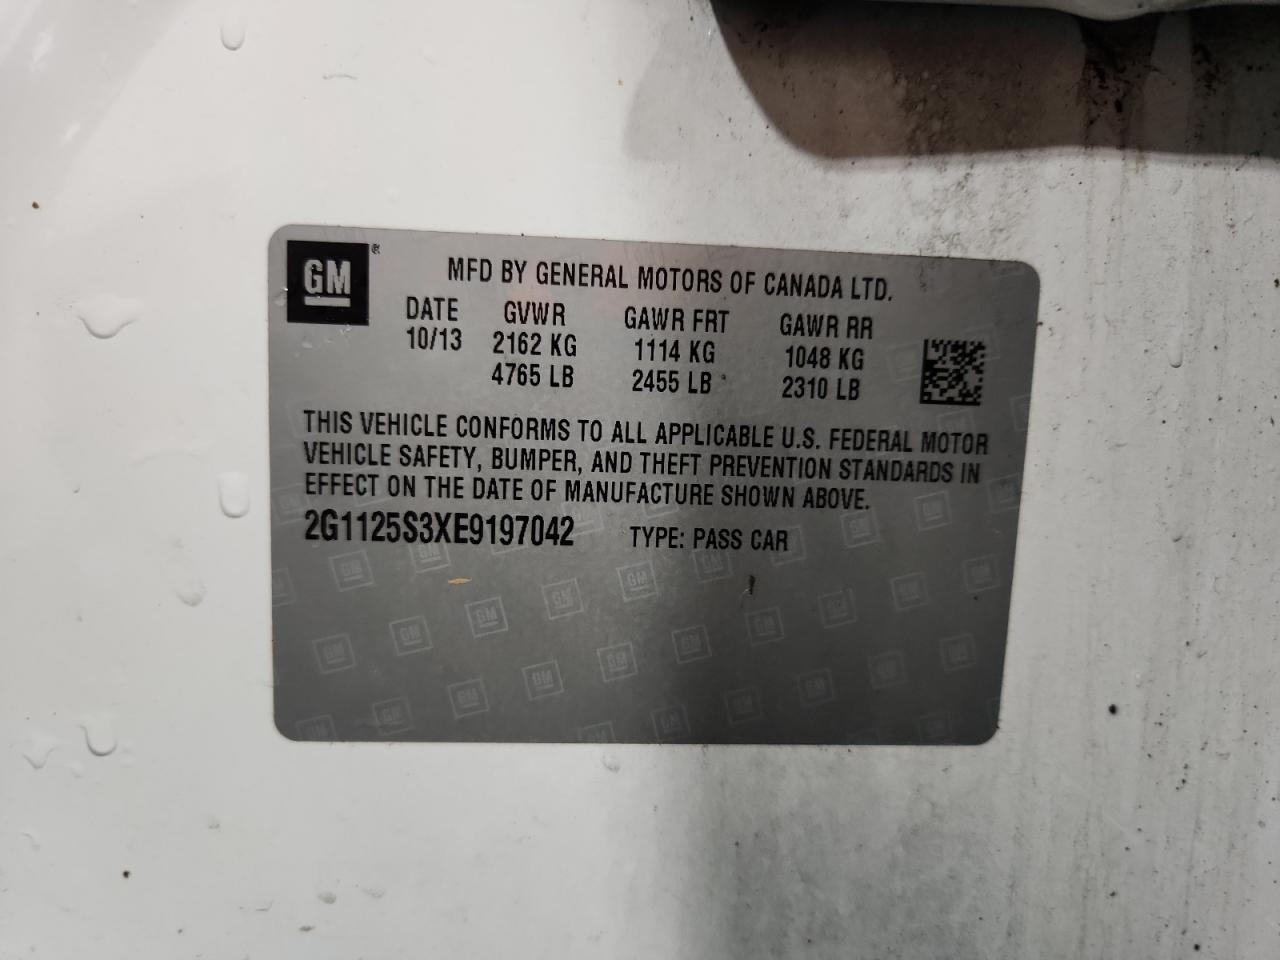 GM ®
MFD BY GENERAL MOTORS OF CANADA LTD.
DATE GVWR GAWR FRT GAWR RR
10/13 2162 KG 1114 KG 1048 KG
4765 LB 2455 LB 2310 LB
THIS VEHICLE CONFORMS TO ALL APPLICABLE U.S. FEDERAL MOTOR
VEHICLE SAFETY, BUMPER, AND THEFT PREVENTION STANDARDS IN
EFFECT ON THE DATE OF MANUFACTURE SHOWN ABOVE.
2G1125S3XE9197042 TYPE: PASS CAR